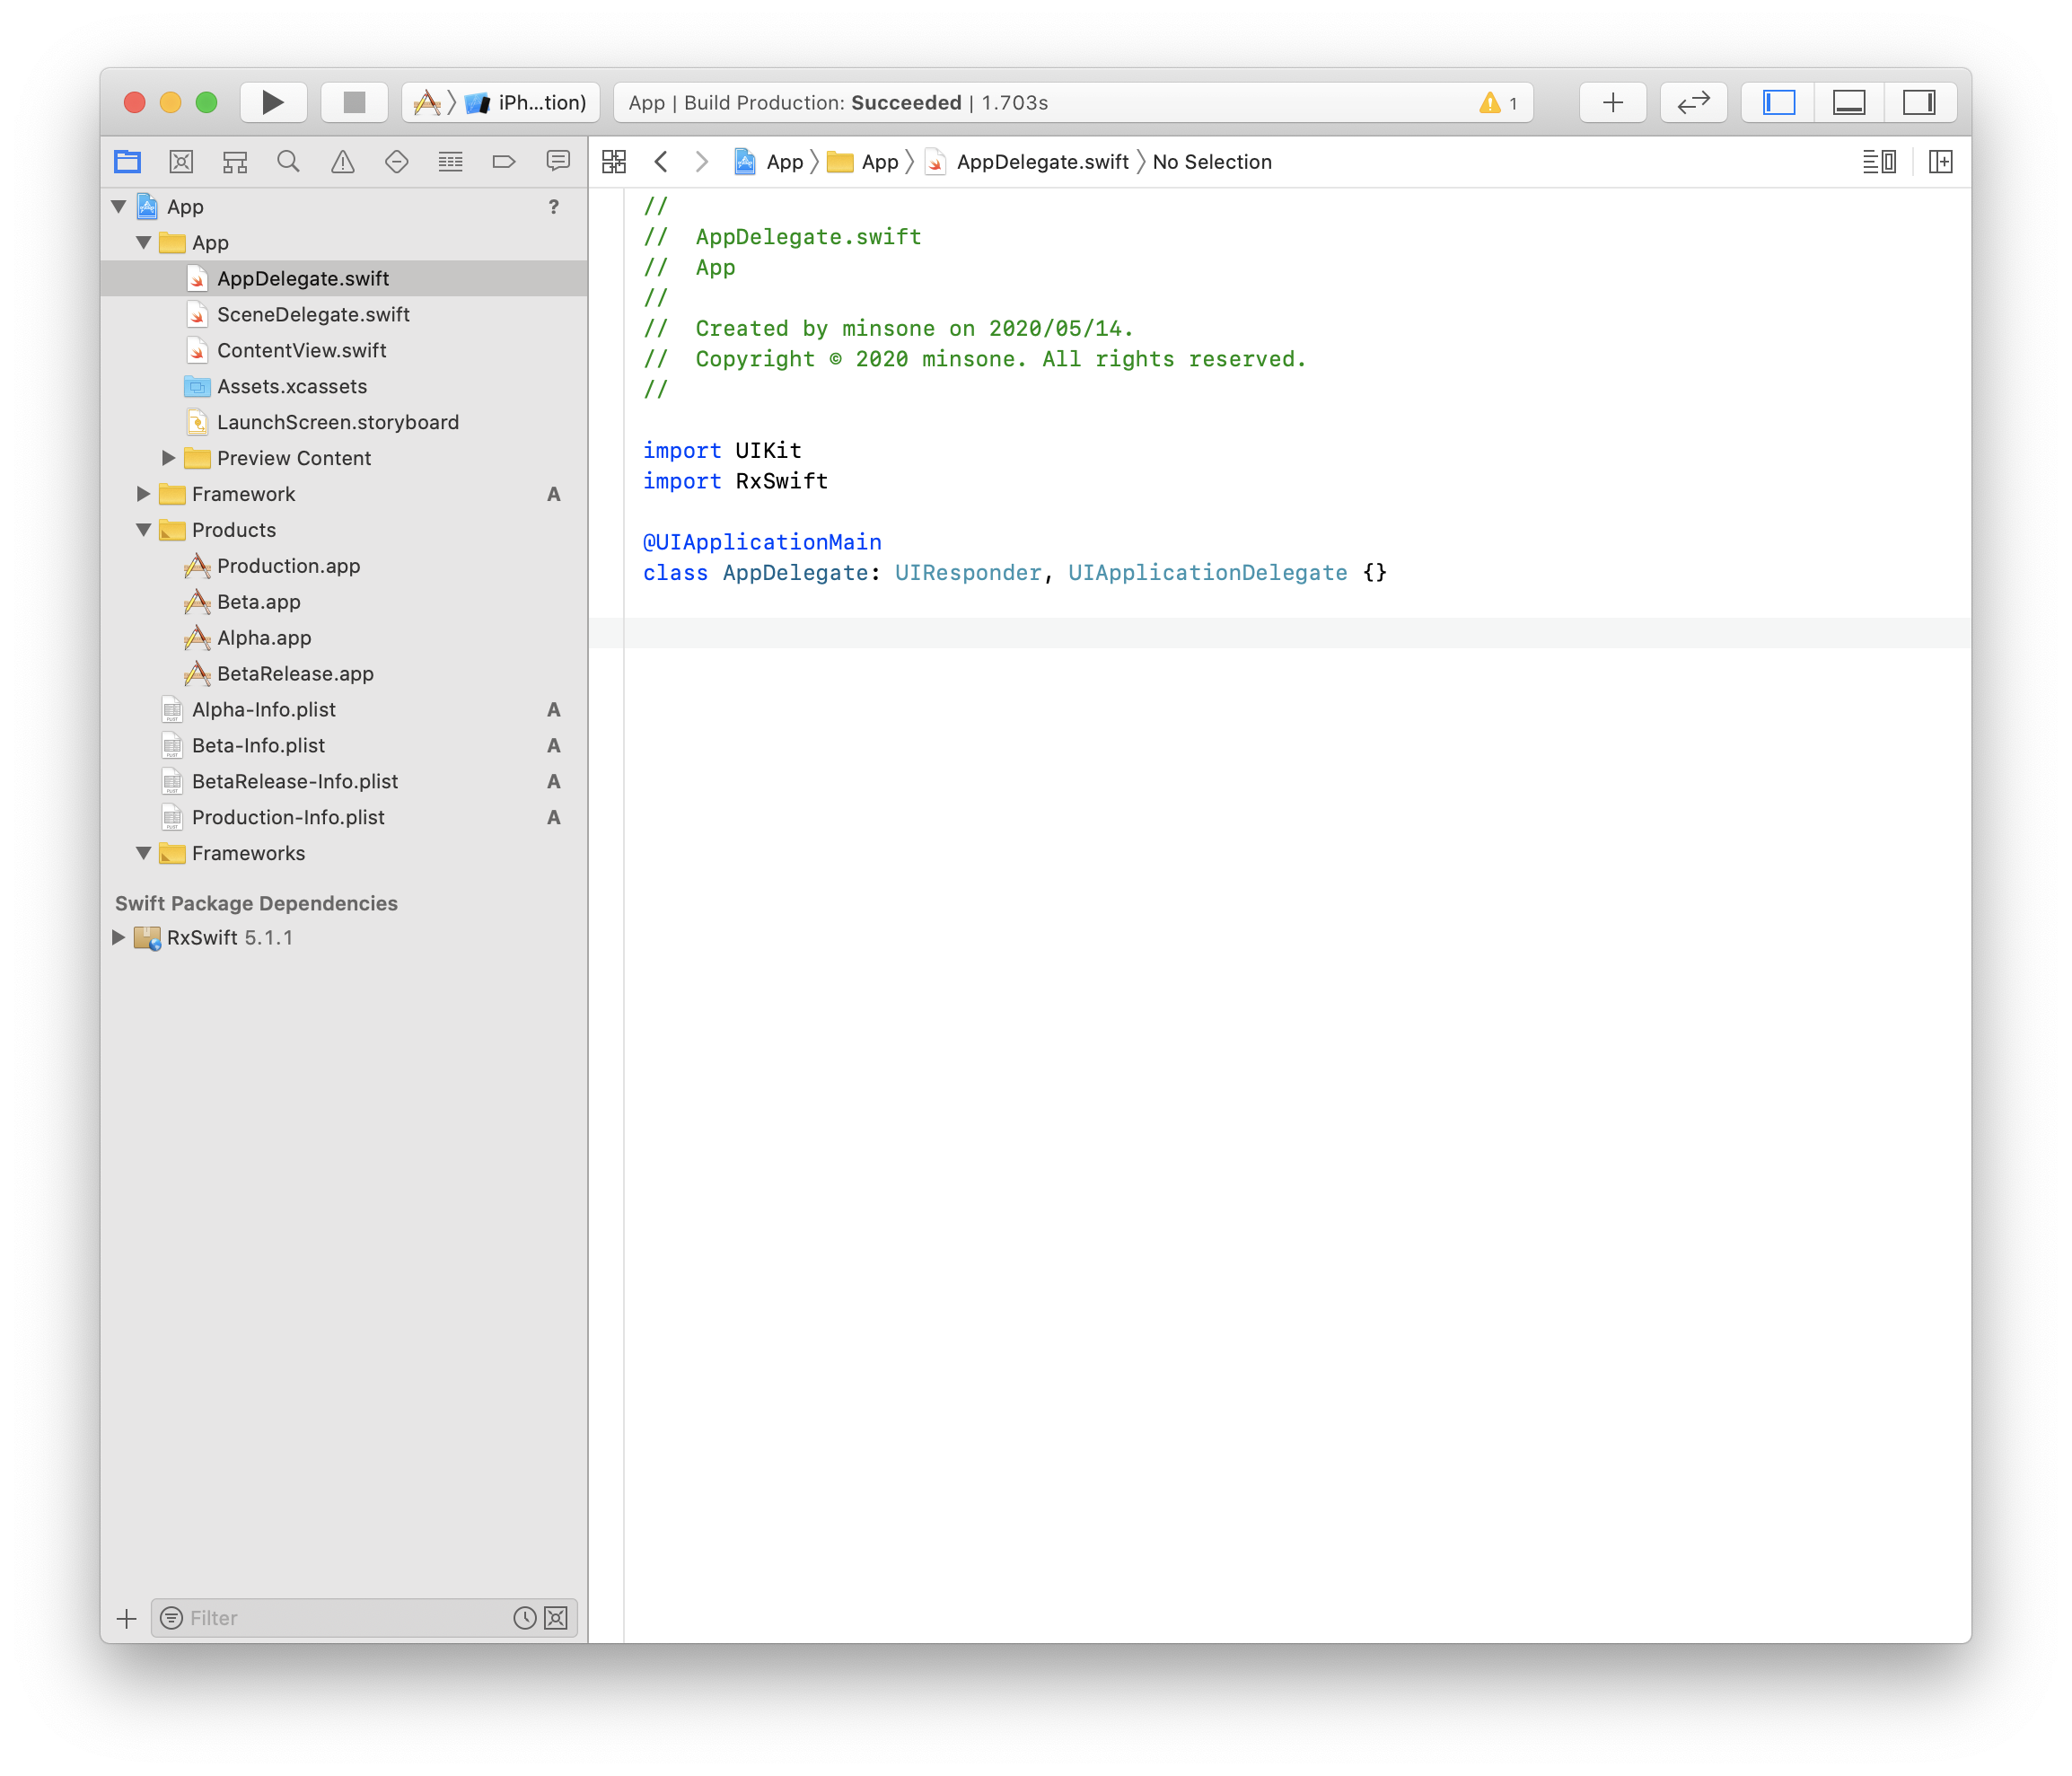 iPh...tion)
App | Build Production: Succeeded | 1.703s
1
App
App
AppDelegate.swift
No Selection
App
?
App
AppDelegate.swift
SceneDelegate.swift
ContentView.swift
Assets.xcassets
LaunchScreen.storyboard
Preview Content
Framework
A
Products
Production.app
Beta.app
Alpha.app
BetaRelease.app
Alpha-Info.plist
A
Beta-Info.plist
A
BetaRelease-Info.plist
A
Production-Info.plist
A
Frameworks
Swift Package Dependencies
RxSwift 5.1.1
Filter
//
//  AppDelegate.swift
//  App
//
//  Created by minsone on 2020/05/14.
//  Copyright © 2020 minsone. All rights reserved.
//
import UIKit
import RxSwift
@UIApplicationMain
class AppDelegate: UIResponder, UIApplicationDelegate {}